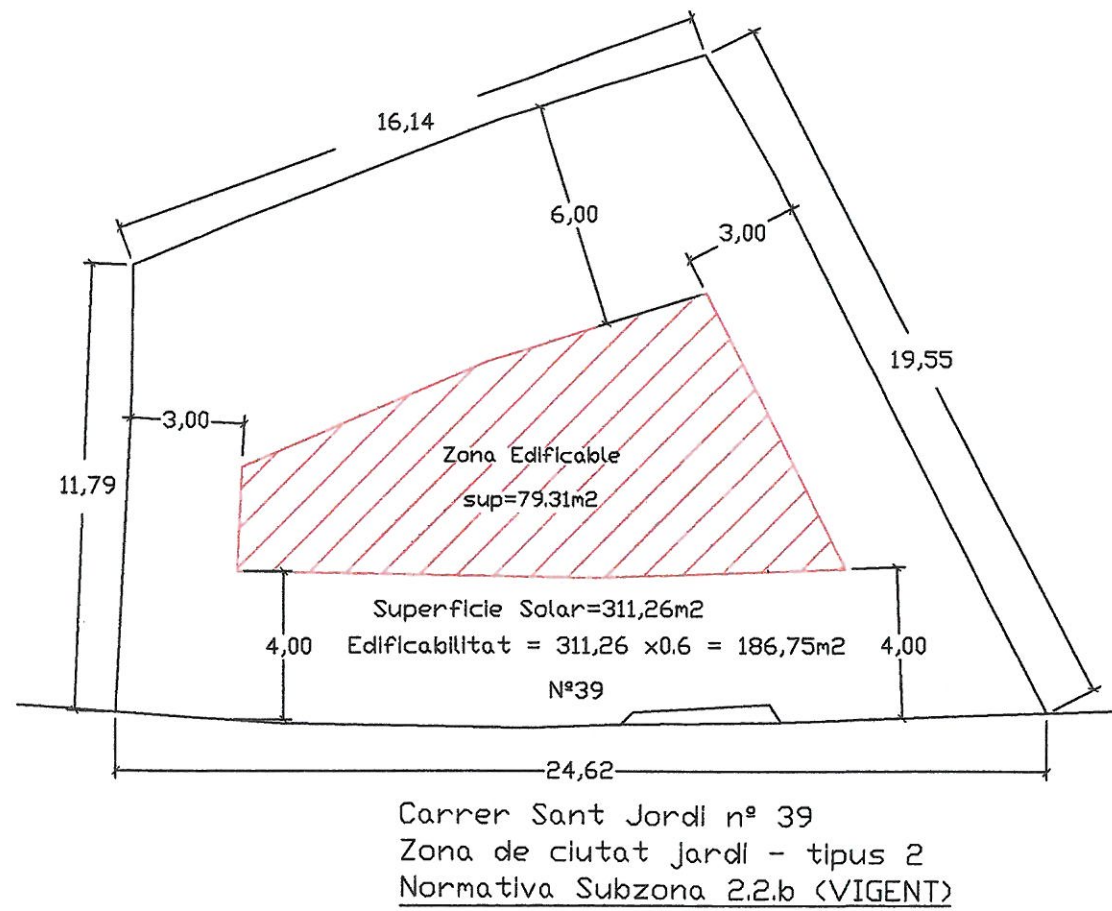 16,14
6,00
3,00
19,55
3,00
11,79
Zona Edificable
sup=79.31m2
Superficie Solar=311,26m2
4,00
Edificabilitat = 311,26 x0.6 = 186,75m2
4,00
Nº39
24,62
Carrer Sant Jordi nº 39
Zona de ciutat jardi - tipus 2
Normativa Subzona 2.2.b (VIGENT)